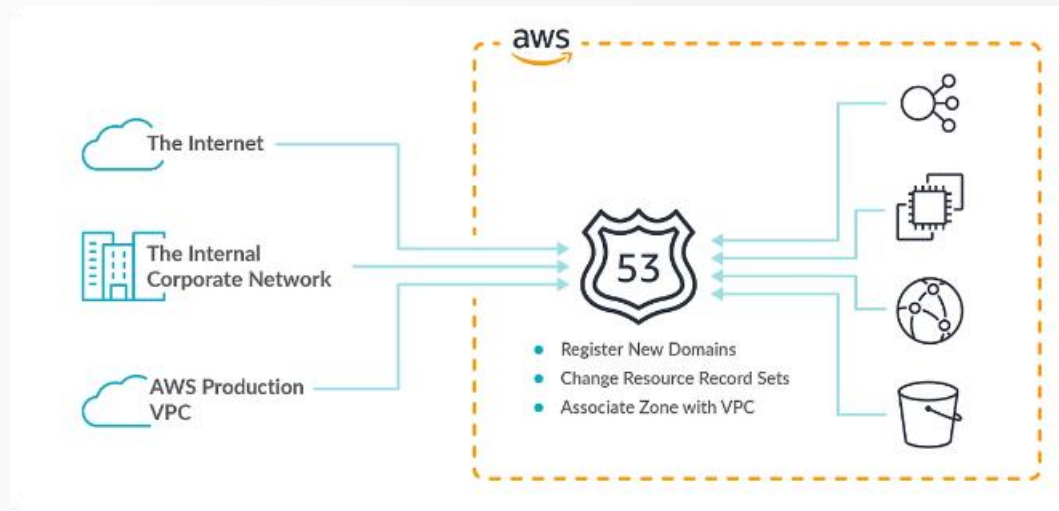 aws
The Internet
The Internal
Corporate Network
AWS Production
VPC
53
Register New Domains
Change Resource Record Sets
Associate Zone with VPC